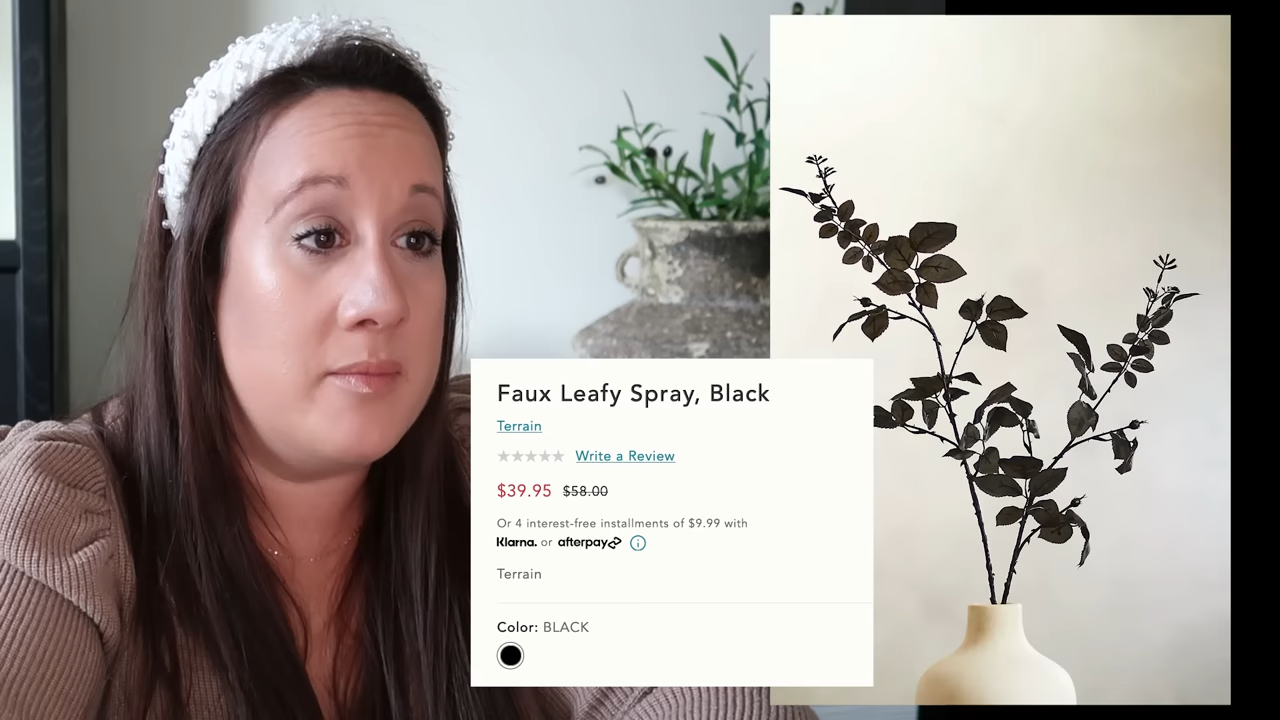 Faux Leafy Spray, Black
Terrain
Write a Review
$39.95 $58.00
Or 4 interest-free installments of $9.99 with
Klarna. or afterpay
Terrain
Color: BLACK